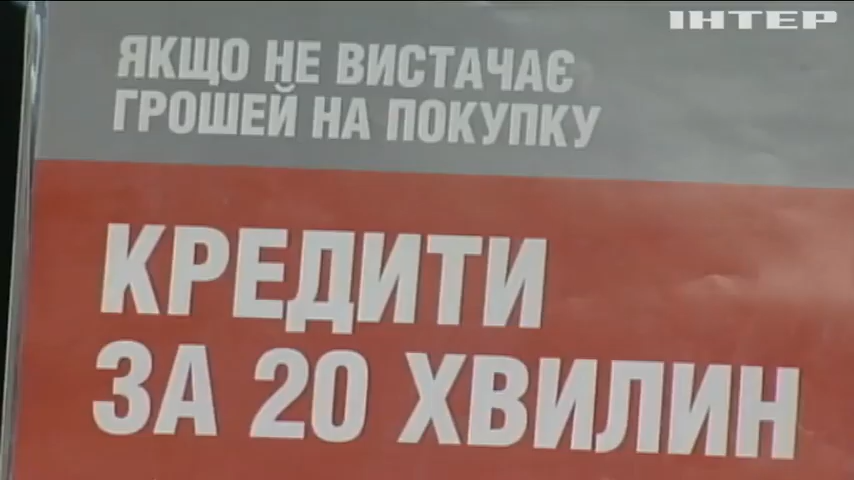 ІНТЕР
ЯКЩО НЕ ВИСТАЧАЄ
ГРОШЕЙ НА ПОКУПКУ
КРЕДИТИ
ЗА 20 ХВИЛИН